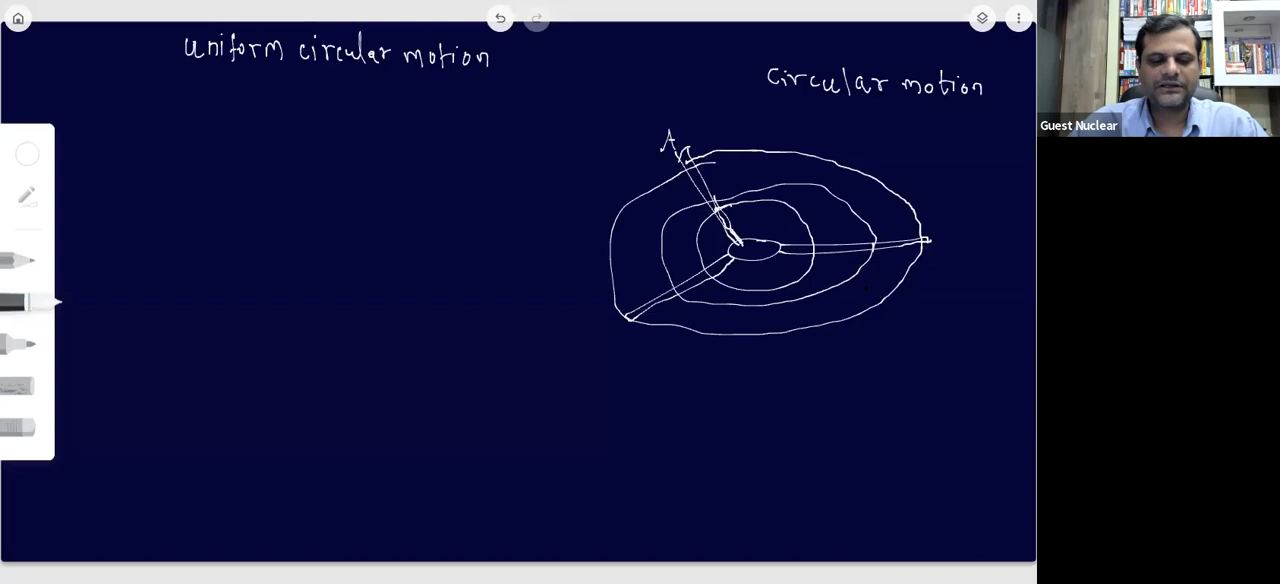 uniform circular motion
circular motion
A
Guest Nuclear